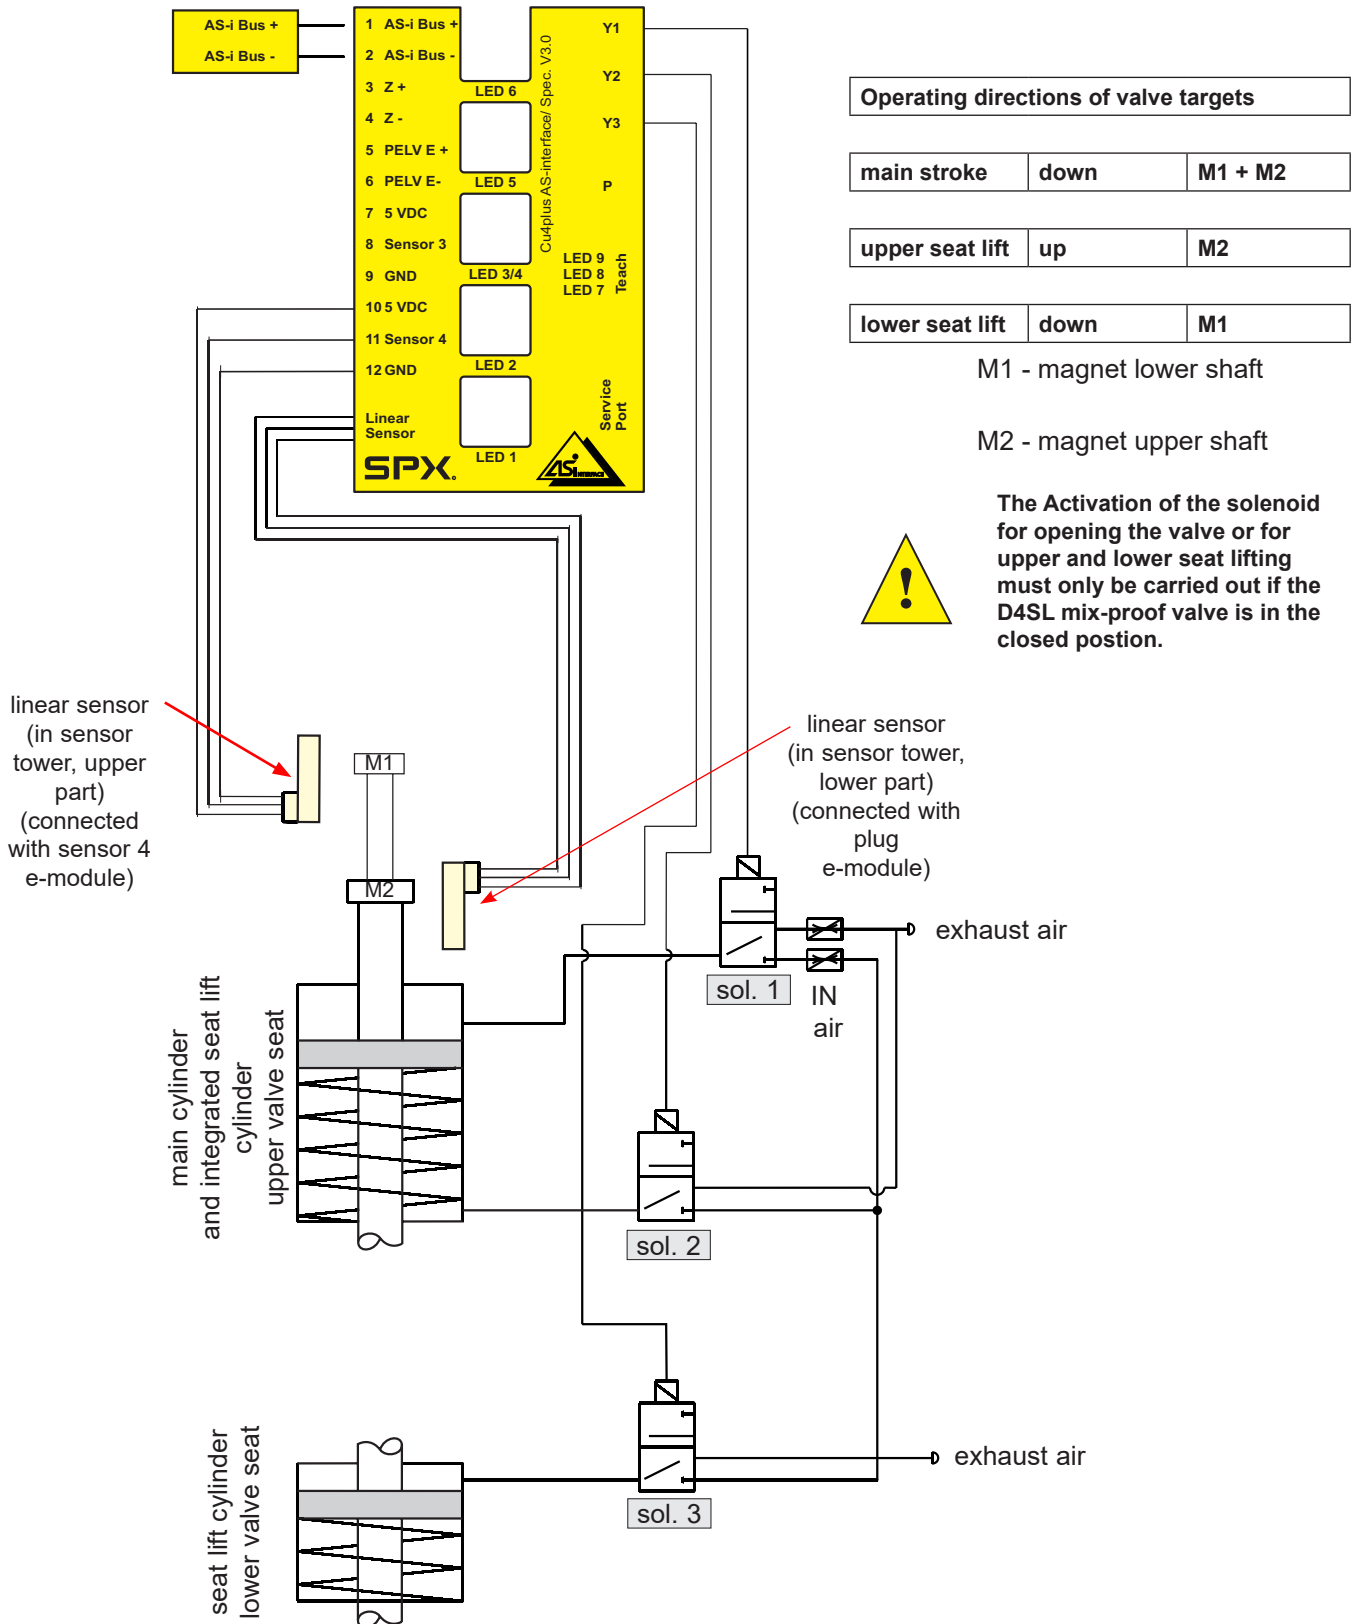 AS-i Bus +
AS-i Bus -
1 AS-i Bus +
2 AS-i Bus -
3 Z +
4 Z -
5 PELV E +
6 PELV E-
7 5 VDC
8 Sensor 3
9 GND
10 5 VDC
11 Sensor 4
12 GND
Linear
Sensor
SPX.
LED 6
LED 5
LED 3/4
LED 2
LED 1
Cu4plus AS-interface/ Spec. V3.0
Y1
Y2
Y3
P
LED 9
LED 8
LED 7
Teach
Service
Port
ASi INTERFACE
Operating directions of valve targets
main stroke down M1 + M2
upper seat lift up M2
lower seat lift down M1
M1 - magnet lower shaft
M2 - magnet upper shaft
!
The Activation of the solenoid
for opening the valve or for
upper and lower seat lifting
must only be carried out if the
D4SL mix-proof valve is in the
closed postion.
linear sensor
(in sensor
tower, upper
part)
(connected
with sensor 4
e-module)
M1
M2
linear sensor
(in sensor tower,
lower part)
(connected with
plug
e-module)
exhaust air
sol. 1
IN
air
main cylinder
and integrated seat lift
cylinder
upper valve seat
sol. 2
exhaust air
sol. 3
seat lift cylinder
lower valve seat